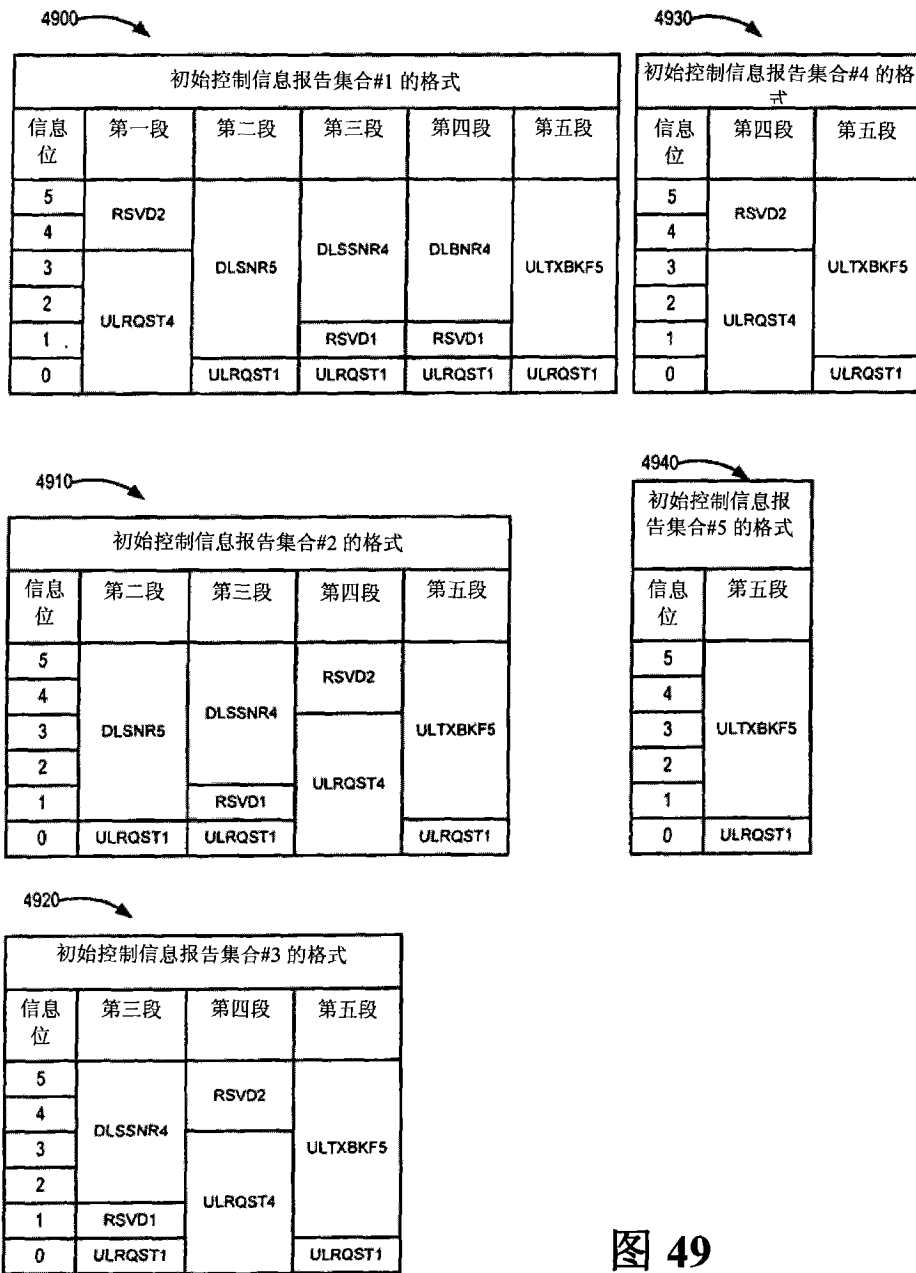 4900
初始控制信息报告集合#1 的格式
信息位 第一段 第二段 第三段 第四段 第五段
5 RSVD2 DLSNR5 DLSSNR4 DLBNR4 ULTXBKF5
4
3 ULRQST4
2
1 RSVD1 RSVD1
0 ULRQST1 ULRQST1 ULRQST1 ULRQST1
4930
初始控制信息报告集合#4 的格式
信息位 第四段 第五段
5 RSVD2 ULTXBKF5
4
3 ULRQST4
2
1
0 ULRQST1
4910
初始控制信息报告集合#2 的格式
信息位 第二段 第三段 第四段 第五段
5 DLSNR5 DLSSNR4 RSVD2 ULTXBKF5
4
3 ULRQST4
2
1 RSVD1
0 ULRQST1 ULRQST1 ULRQST1
4940
初始控制信息报
告集合#5 的格式
信息位 第五段
5 ULTXBKF5
4
3
2
1
0 ULRQST1
4920
初始控制信息报告集合#3 的格式
信息位 第三段 第四段 第五段
5 DLSSNR4 RSVD2 ULTXBKF5
4
3 ULRQST4
2
1 RSVD1
0 ULRQST1 ULRQST1
图 49